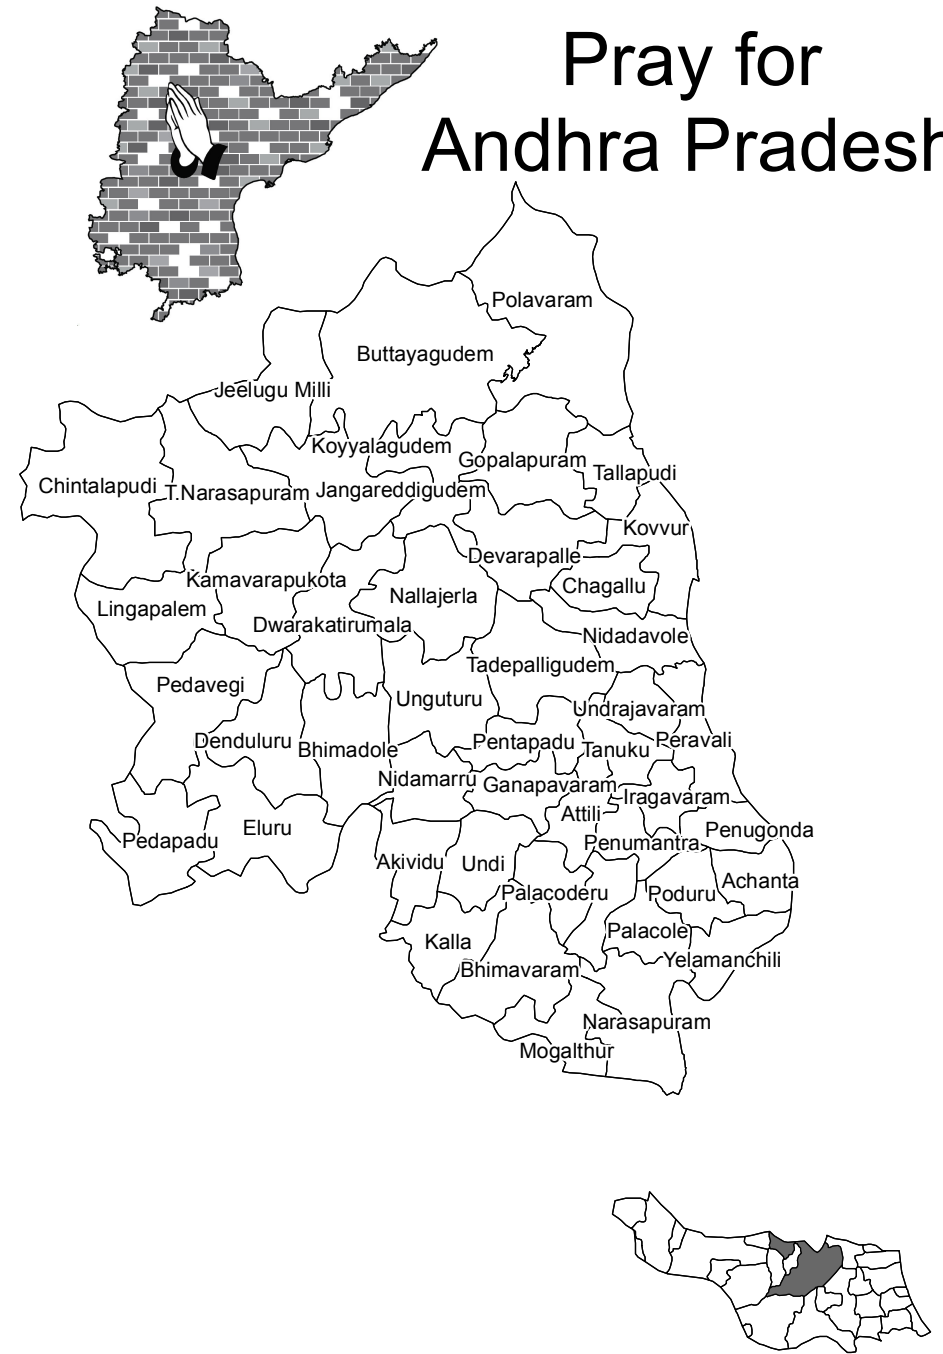 Pray for
Andhra Pradesh
Polavaram
Buttayagudem
Jeelugu Milli
Koyyalagudem
Gopalapuram
Tallapudi
Chintalapudi
T.Narasapuram
Jangareddigudem
Kovvur
Devarapalle
Kamavarapukota
Chagallu
Nallajerla
Lingapalem
Dwarakatirumala
Nidadavole
Tadepalligudem
Pedavegi
Unguturu
Undrajavaram
Denduluru
Bhimadole
Pentapadu
Tanuku
Peravali
Nidamarru
Ganapavaram
Iragavaram
Attili
Eluru
Penugonda
Pedapadu
Penumantra
Akividu
Undi
Achanta
Palacoderu
Poduru
Palacole
Kalla
Yelamanchili
Bhimavaram
Narasapuram
Mogalthur